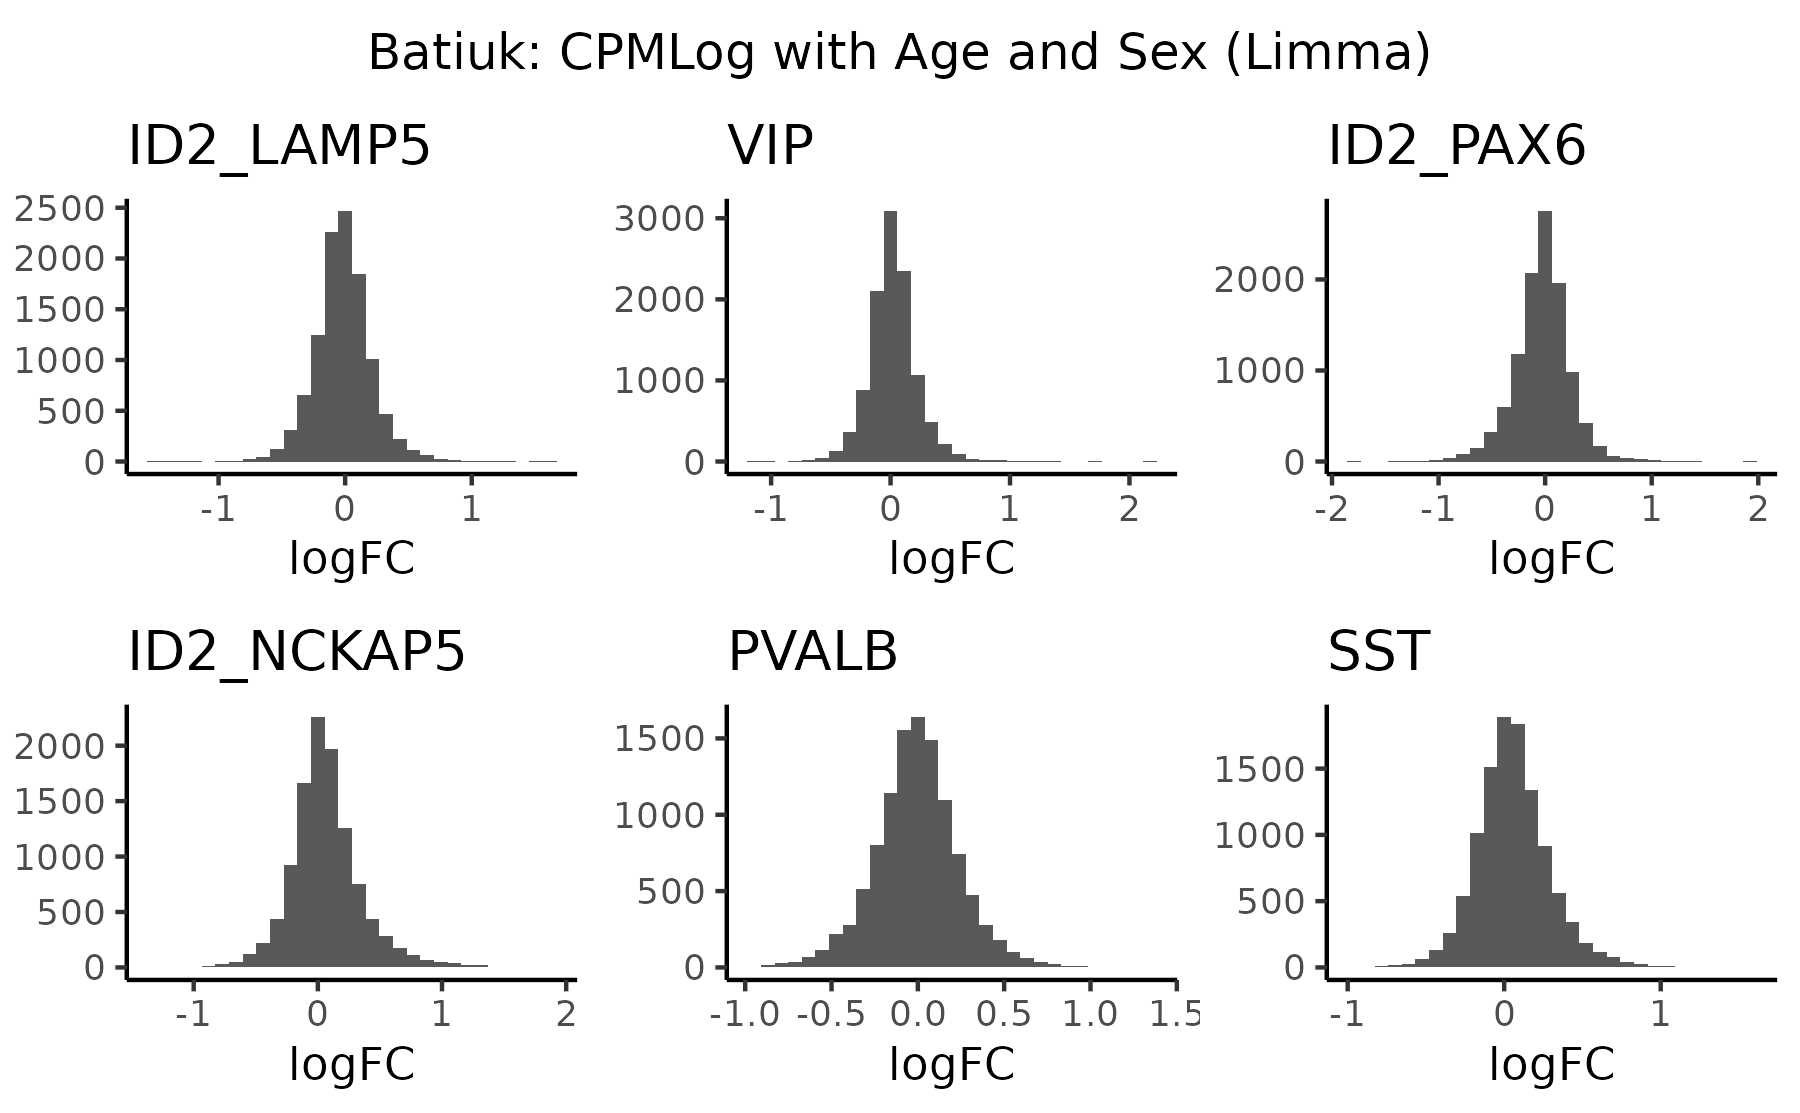 Batiuk: CPMLog with Age and Sex (Limma)
ID2_LAMP5
2500
2000
1500
1000
500
0
-1 0 1
logFC
VIP
3000
2000
1000
0
-1 0 1 2
logFC
ID2_PAX6
2000
1000
0
-2 -1 0 1 2
logFC
ID2_NCKAP5
2000
1500
1000
500
0
-1 0 1 2
logFC
PVALB
1500
1000
500
0
-1.0 -0.5 0.0 0.5 1.0 1.5
logFC
SST
1500
1000
500
0
-1 0 1
logFC